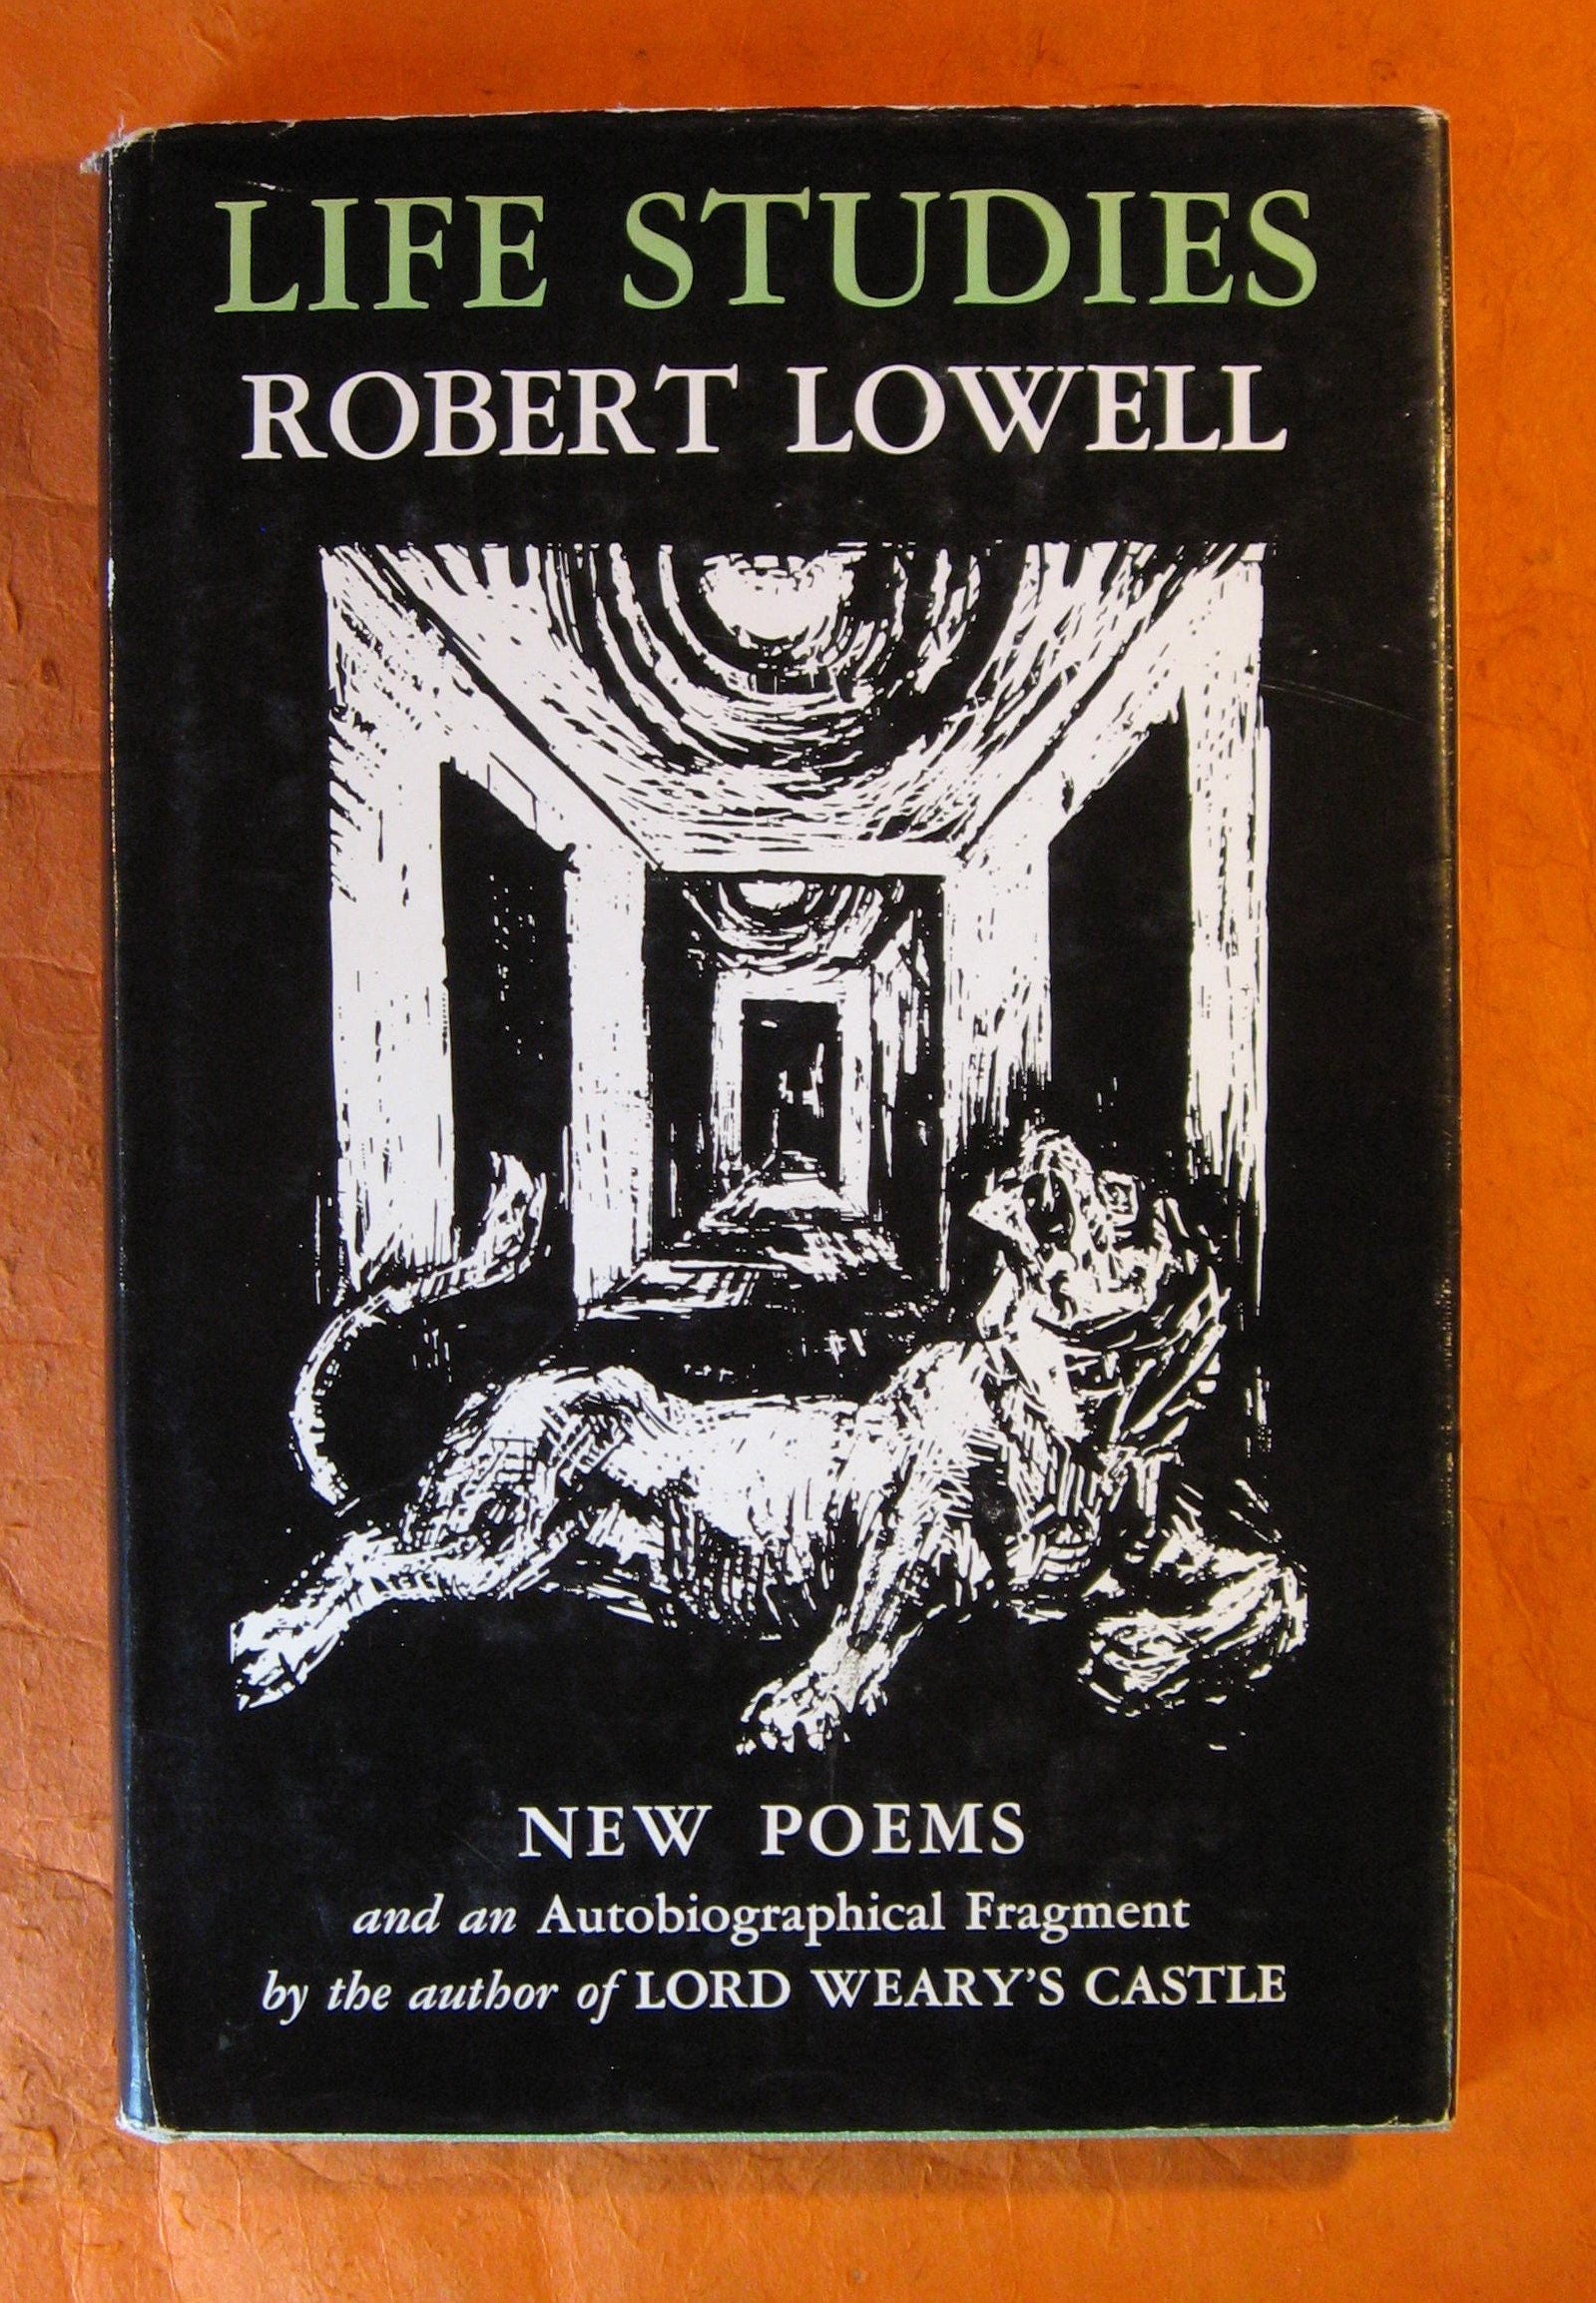 LIFE STUDIES
ROBERT LOWELL
NEW POEMS
and an Autobiographical Fragment
by the author of LORD WEARY'S CASTLE